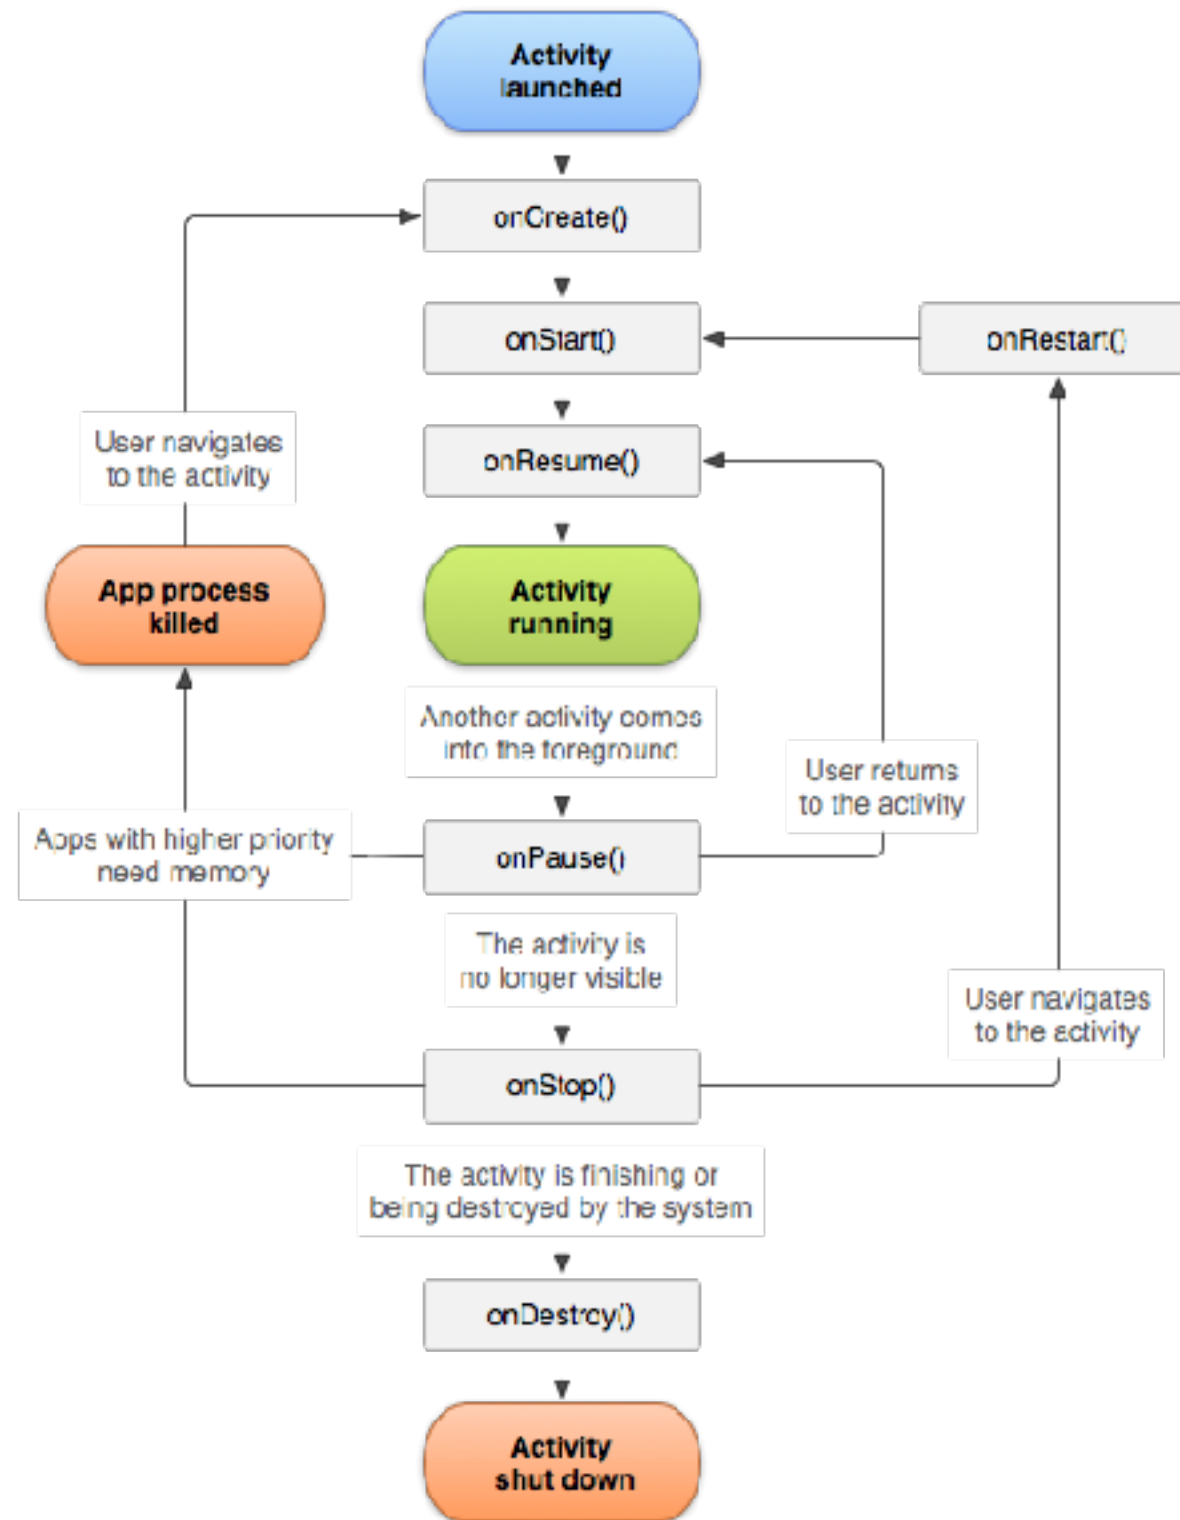 Activity
launched
onCreate()
onStart()
onRestart()
User navigates
to the activity
onResume()
App process
killed
Activity
running
Another activity comes
into the foreground
User returns
to the activity
Apps with higher priority
need memory
onPause()
The activity is
no longer visible
User navigates
to the activity
onStop()
The activity is finishing or
being destroyed by the system
onDestroy()
Activity
shut down